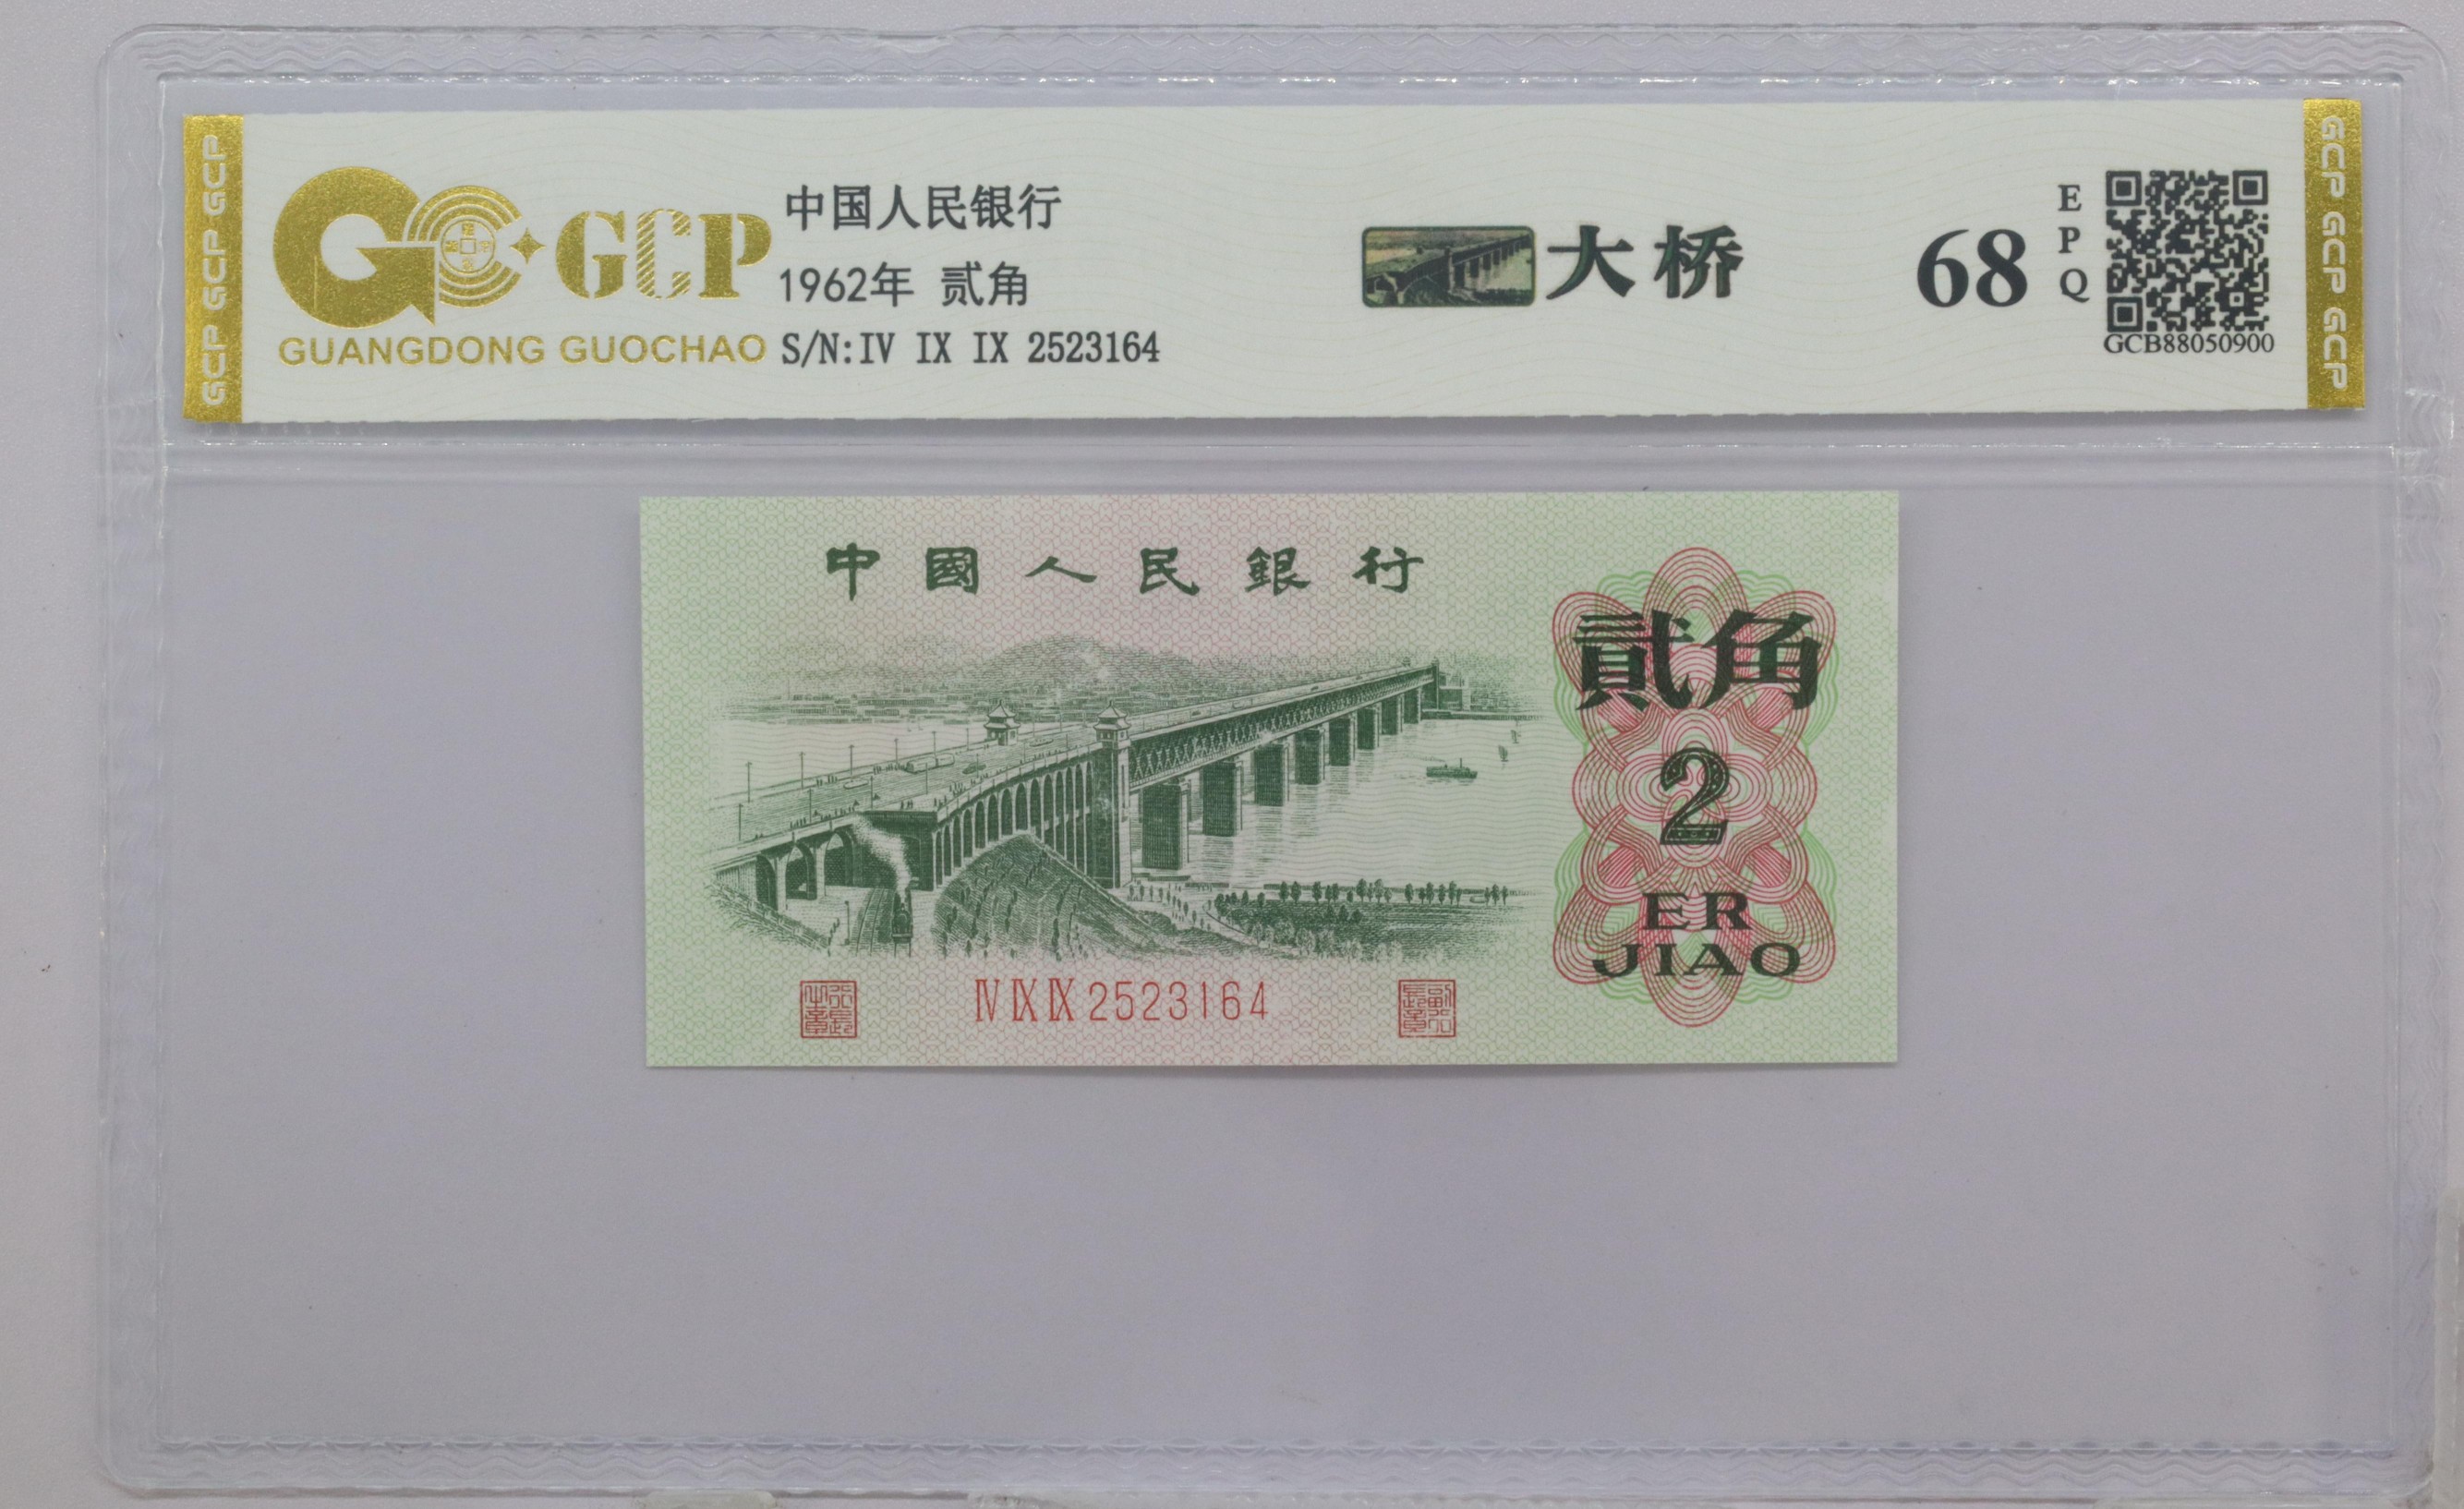 GCP GCP GCP
GCP
GUANGDONG GUOCHAO
中国人民银行
1962年 贰角
S/N:IV IX IX 2523164
大桥
68
EPQ
GCB88050900
GCP GCP GCP
中國人民銀行
貳角
2
ER
JIAO
Ⅳ Ⅸ Ⅸ 2523164